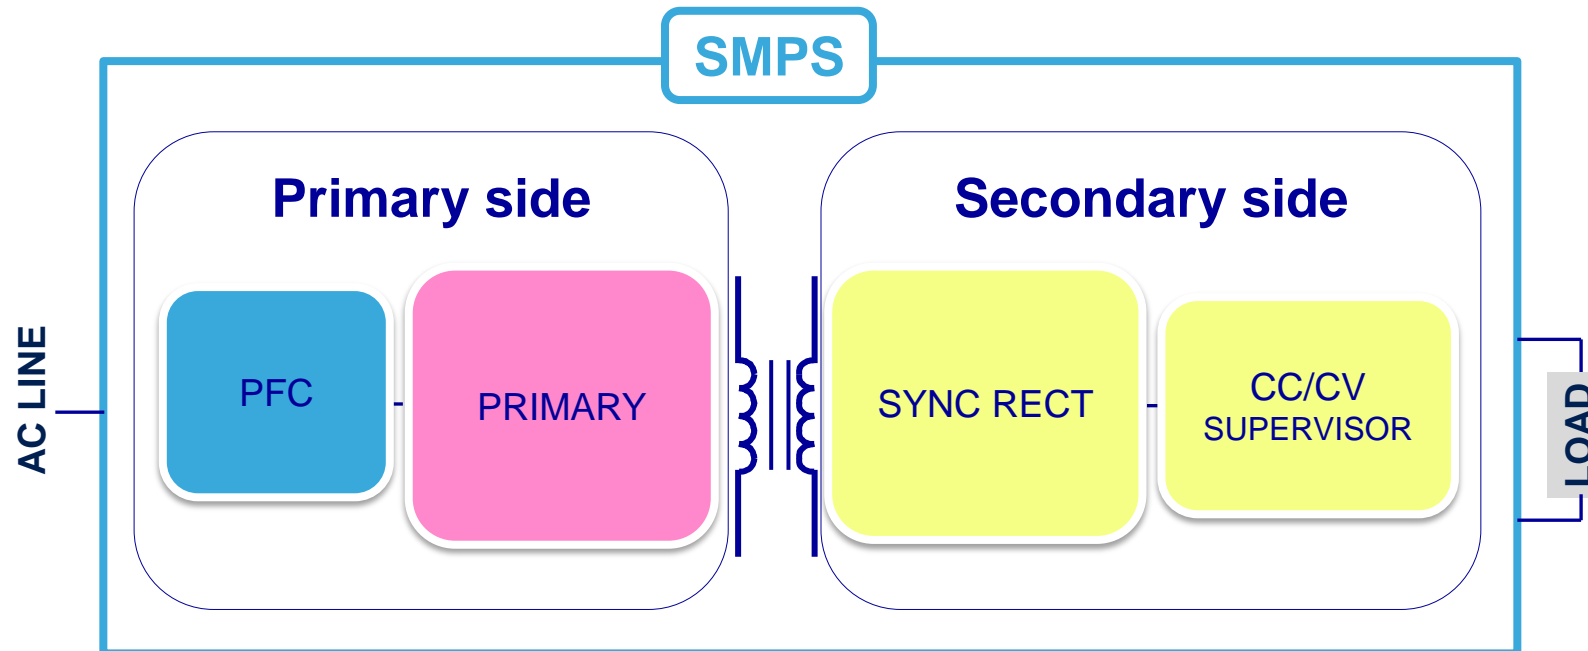 SMPS
Primary side
Secondary side
AC LINE
PFC
PRIMARY
SYNC RECT
CC/CV
SUPERVISOR
LOAD